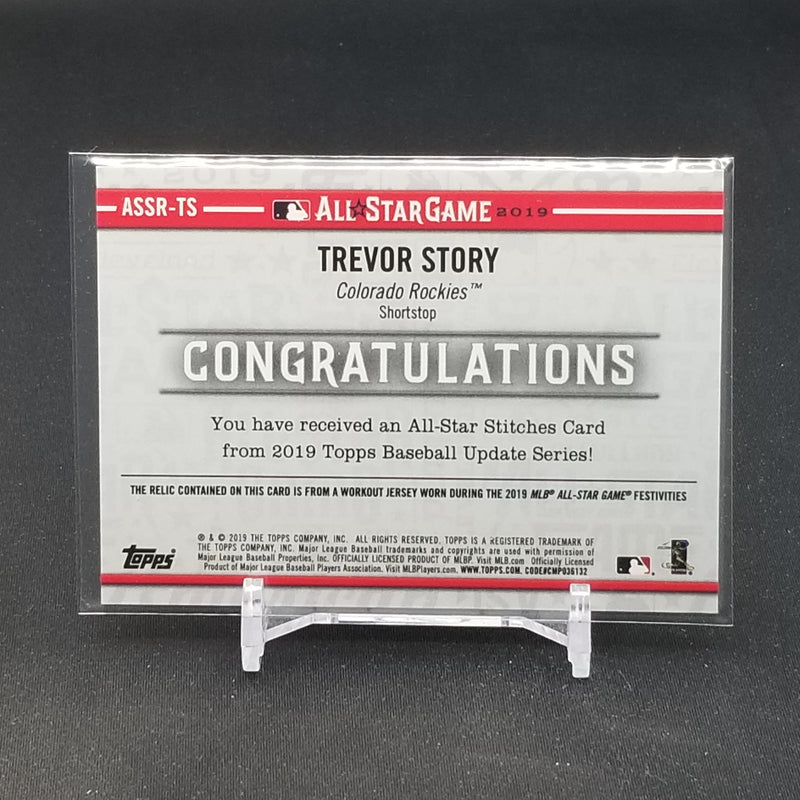 ASSR-TS ALL★STAR GAME 2019
TREVOR STORY
Colorado Rockies™
Shortstop
CONGRATULATIONS
You have received an All-Star Stitches Card
from 2019 Topps Baseball Update Series!
THE RELIC CONTAINED ON THIS CARD IS FROM A WORKOUT JERSEY WORN DURING THE 2019 MLB® ALL-STAR GAME® FESTIVITIES
® & © 2019 THE TOPPS COMPANY, INC. ALL RIGHTS RESERVED. TOPPS IS A REGISTERED TRADEMARK OF
THE TOPPS COMPANY, INC. Major League Baseball trademarks and copyrights are used with permission of
Major League Baseball Properties, Inc. OFFICIALLY LICENSED PRODUCT OF MLBP. Visit MLB.com Officially Licensed
Product of Major League Baseball Players Association. Visit MLBPlayers.com. WWW.TOPPS.COM. CODE#CMP036132
topps